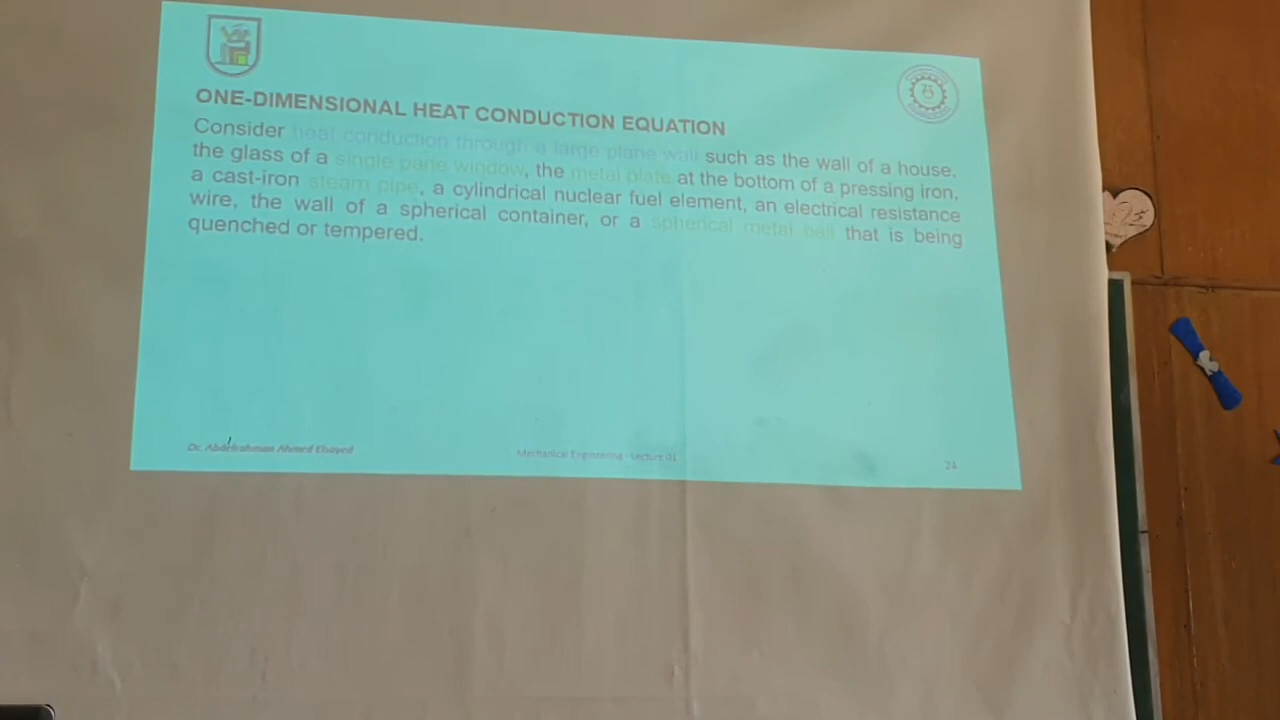 ONE-DIMENSIONAL HEAT CONDUCTION EQUATION
Consider heat conduction through a large plane wall such as the wall of a house,
the glass of a single pane window, the metal plate at the bottom of a pressing iron,
a cast-iron steam pipe, a cylindrical nuclear fuel element, an electrical resistance
wire, the wall of a spherical container, or a spherical metal ball that is being
quenched or tempered.
Dr. Abdelrahman Ahmed Elsayed
Mechanical Engineering - Lecture 01
24